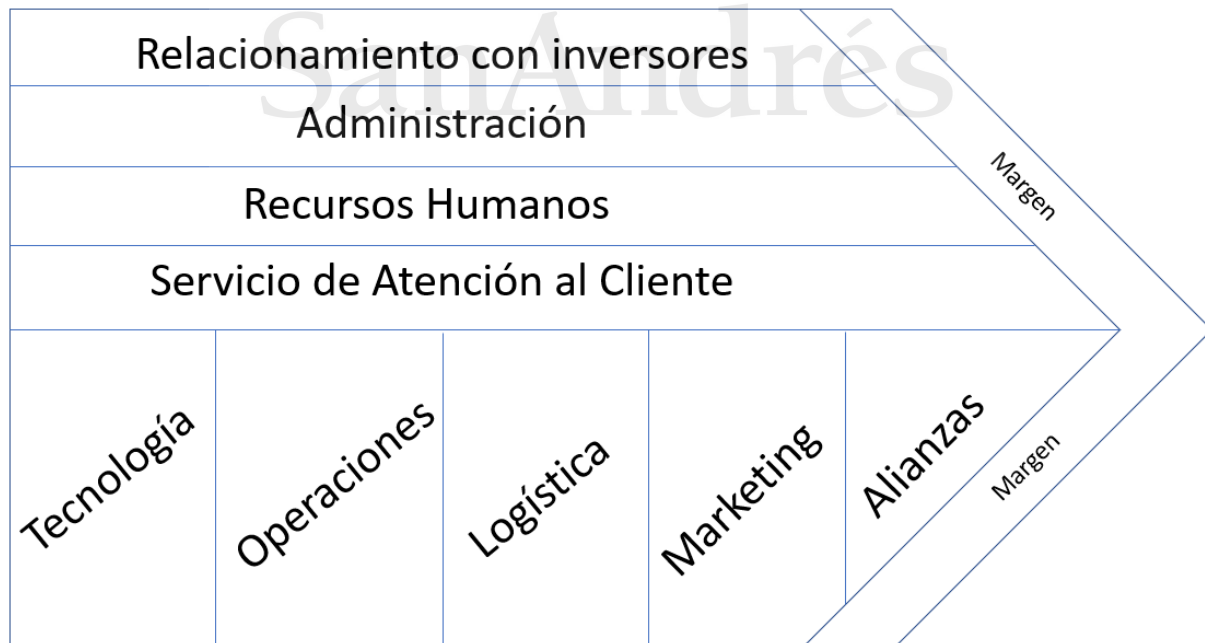 SanAndrés
Relacionamiento con inversores
Administración
Recursos Humanos
Servicio de Atención al Cliente
Margen
Tecnología
Operaciones
Logística
Marketing
Alianzas
Margen